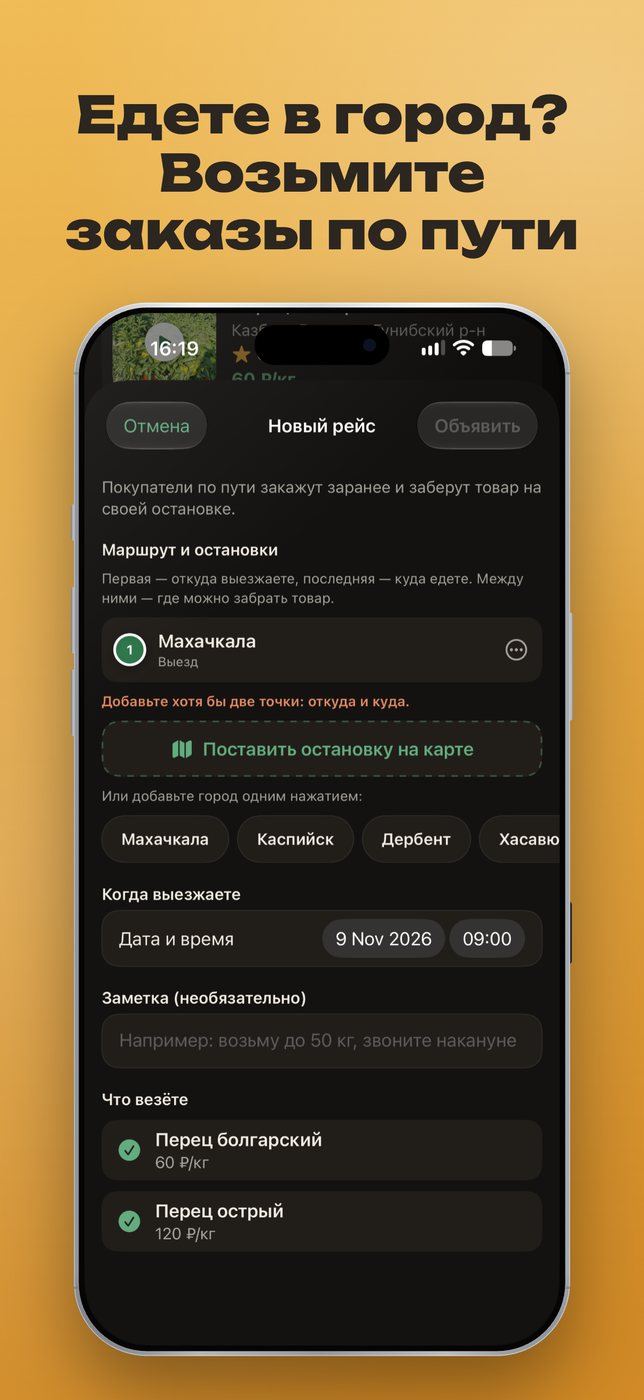 Едете в город?
Возьмите
заказы по пути
16:19
Гунибский р-н
60 ₽/кг
Отмена
Новый рейс
Объявить
Покупатели по пути закажут заранее и заберут товар на
своей остановке.
Маршрут и остановки
Первая — откуда выезжаете, последняя — куда едете. Между
ними — где можно забрать товар.
1
Махачкала
Выезд
Добавьте хотя бы две точки: откуда и куда.
Поставить остановку на карте
Или добавьте город одним нажатием:
Махачкала
Каспийск
Дербент
Хасавю
Когда выезжаете
Дата и время
9 Nov 2026
09:00
Заметка (необязательно)
Например: возьму до 50 кг, звоните накануне
Что везёте
Перец болгарский
60 ₽/кг
Перец острый
120 ₽/кг